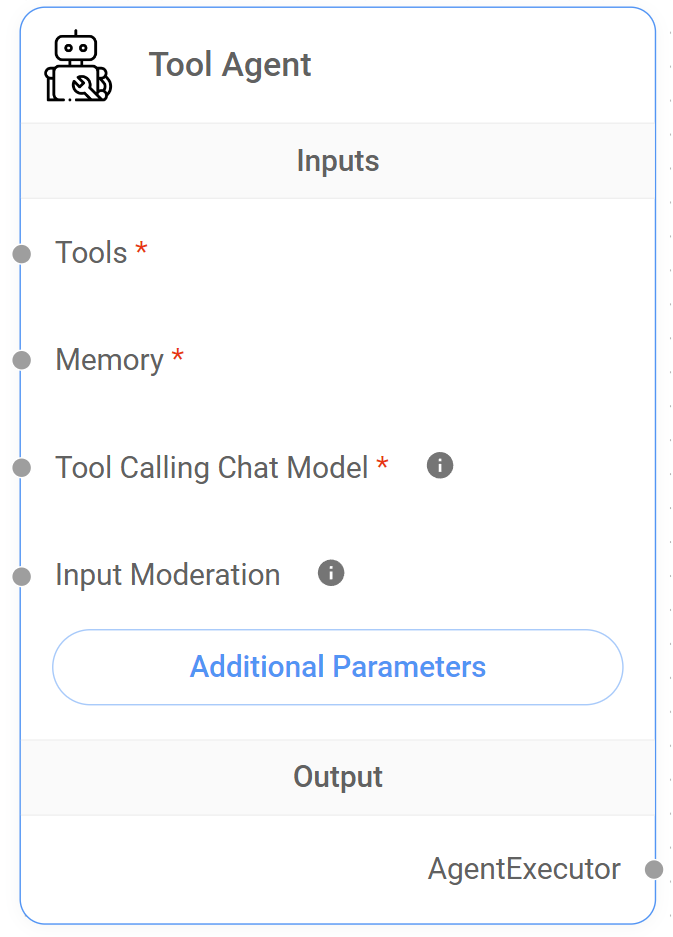 Tool Agent
Inputs
Tools *
Memory *
Tool Calling Chat Model *
Input Moderation
Additional Parameters
Output
AgentExecutor